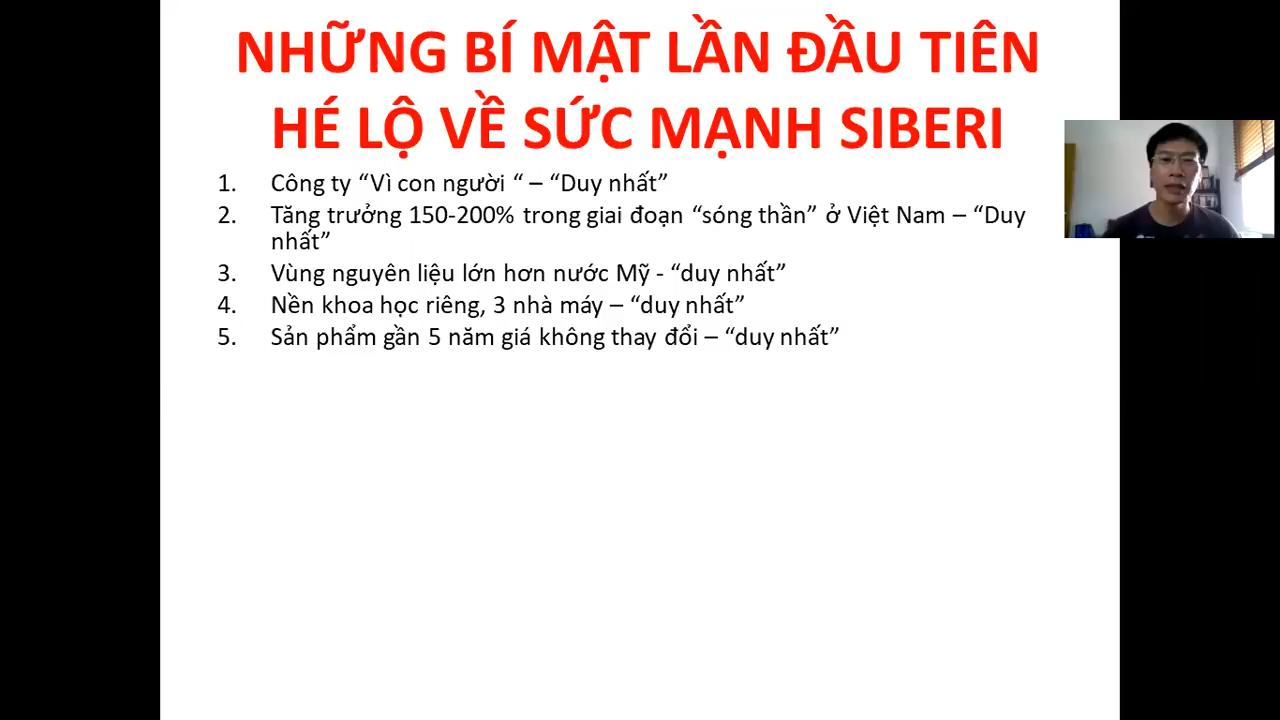 NHỮNG BÍ MẬT LẦN ĐẦU TIÊN
HÉ LỘ VỀ SỨC MẠNH SIBERI
1. Công ty “Vì con người “ – “Duy nhất”
2. Tăng trưởng 150-200% trong giai đoạn “sóng thần” ở Việt Nam – “Duy
nhất”
3. Vùng nguyên liệu lớn hơn nước Mỹ - “duy nhất”
4. Nền khoa học riêng, 3 nhà máy – “duy nhất”
5. Sản phẩm gần 5 năm giá không thay đổi – “duy nhất”